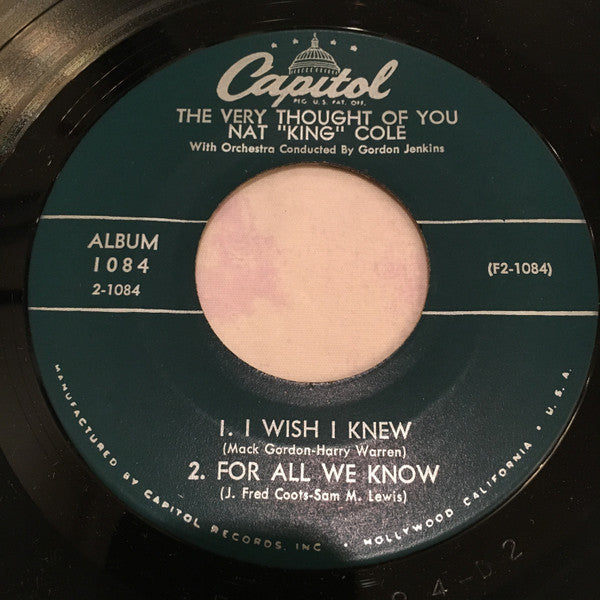 Capitol
REG. U.S. PAT. OFF.
THE VERY THOUGHT OF YOU
NAT "KING" COLE
With Orchestra Conducted By Gordon Jenkins
ALBUM
1084
2-1084
(F2-1084)
1. I WISH I KNEW
(Mack Gordon-Harry Warren)
2. FOR ALL WE KNOW
(J. Fred Coots-Sam M. Lewis)
MANUFACTURED BY CAPITOL RECORDS, INC. • HOLLYWOOD CALIFORNIA • U.S.A.
4-D2